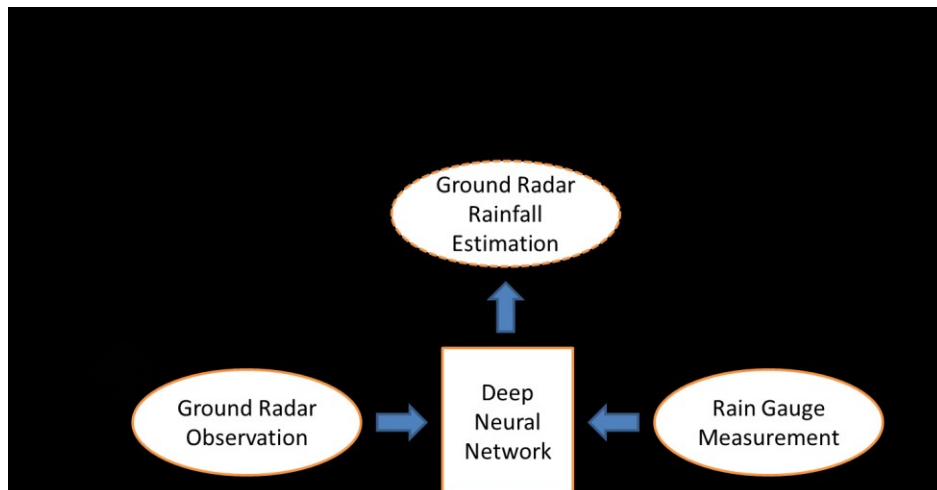 Ground Radar
Rainfall
Estimation
Ground Radar
Observation
Deep
Neural
Network
Rain Gauge
Measurement